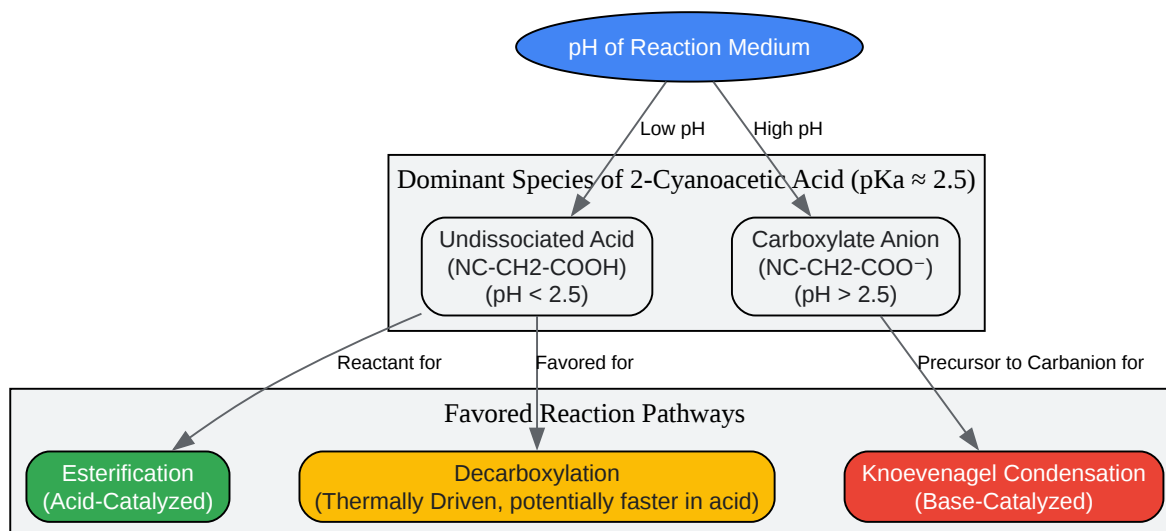 pH of Reaction Medium
Low pH
High pH
Dominant Species of 2-Cyanoacetic Acid (pKa ≈ 2.5)
Undissociated Acid
(NC-CH2-COOH)
(pH < 2.5)
Carboxylate Anion
(NC-CH2-COO⁻)
(pH > 2.5)
Reactant for
Favored for
Precursor to Carbanion for
Favored Reaction Pathways
Esterification
(Acid-Catalyzed)
Decarboxylation
(Thermally Driven, potentially faster in acid)
Knoevenagel Condensation
(Base-Catalyzed)